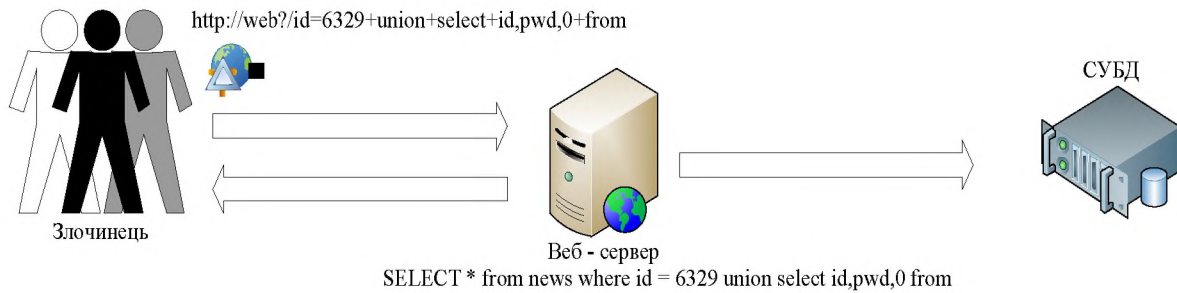 http://web?/id=6329+union+select+id,pwd,0+from
СУБД
Злочинець
Веб - сервер
SELECT * from news where id = 6329 union select id,pwd,0 from